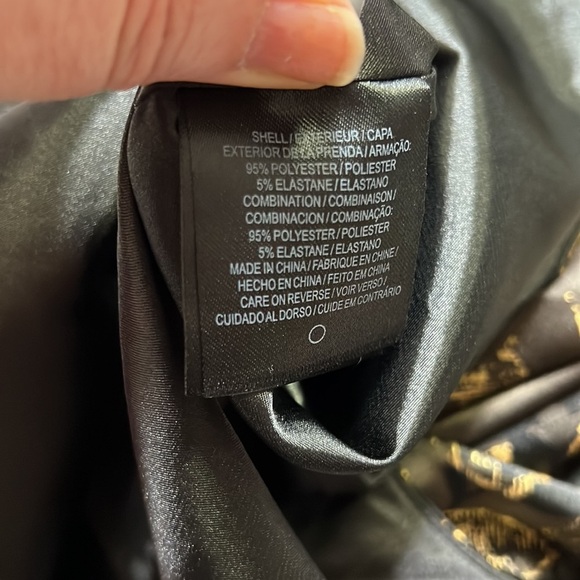 SHELL / EXTERIEUR / CAPA
EXTERIOR DE LA PRENDA / ARMAÇÃO:
95% POLYESTER / POLIESTER
5% ELASTANE / ELASTANO
COMBINATION / COMBINAISON /
COMBINACION / COMBINAÇÃO:
95% POLYESTER / POLIESTER
5% ELASTANE / ELASTANO
MADE IN CHINA / FABRIQUE EN CHINE /
HECHO EN CHINA / FEITO EM CHINA
CARE ON REVERSE / VOIR VERSO /
CUIDADO AL DORSO / CUIDE EM CONTRÁRIO